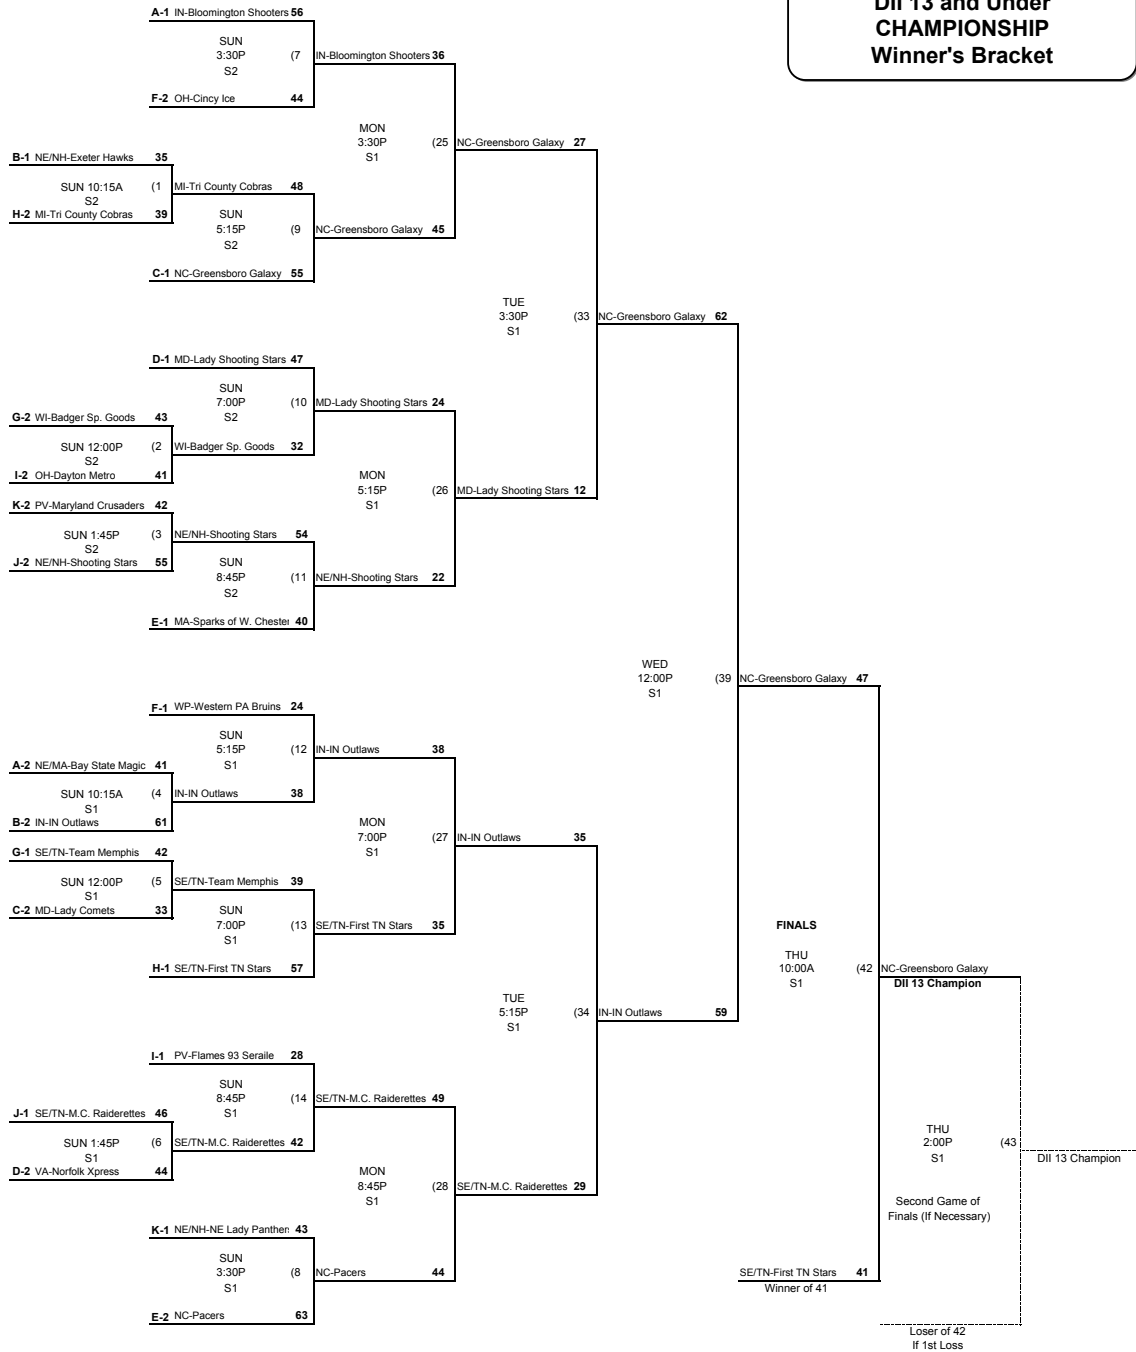 DII 13 and Under
CHAMPIONSHIP
Winner's Bracket
A-1 IN-Bloomington Shooters 56
SUN
3:30P (7 IN-Bloomington Shooters 36
S2
F-2 OH-Cincy Ice 44
MON
3:30P (25 NC-Greensboro Galaxy 27
S1
B-1 NE/NH-Exeter Hawks 35
SUN 10:15A (1 MI-Tri County Cobras 48
S2
H-2 MI-Tri County Cobras 39
SUN
5:15P (9 NC-Greensboro Galaxy 45
S2
C-1 NC-Greensboro Galaxy 55
TUE
3:30P (33 NC-Greensboro Galaxy 62
S1
D-1 MD-Lady Shooting Stars 47
SUN
7:00P (10 MD-Lady Shooting Stars 24
S2
G-2 WI-Badger Sp. Goods 43
SUN 12:00P (2 WI-Badger Sp. Goods 32
S2
I-2 OH-Dayton Metro 41
MON
5:15P (26 MD-Lady Shooting Stars 12
S1
K-2 PV-Maryland Crusaders 42
SUN 1:45P (3 NE/NH-Shooting Stars 54
S2
J-2 NE/NH-Shooting Stars 55
SUN
8:45P (11 NE/NH-Shooting Stars 22
S2
E-1 MA-Sparks of W. Chester 40
WED
12:00P (39 NC-Greensboro Galaxy 47
S1
F-1 WP-Western PA Bruins 24
SUN
5:15P (12 IN-IN Outlaws 38
S1
A-2 NE/MA-Bay State Magic 41
SUN 10:15A (4 IN-IN Outlaws 38
S1
B-2 IN-IN Outlaws 61
MON
7:00P (27 IN-IN Outlaws 35
S1
G-1 SE/TN-Team Memphis 42
SUN 12:00P (5 SE/TN-Team Memphis 39
S1
C-2 MD-Lady Comets 33
SUN
7:00P (13 SE/TN-First TN Stars 35
S1
H-1 SE/TN-First TN Stars 57
FINALS
THU
10:00A (42 NC-Greensboro Galaxy
S1 DII 13 Champion
TUE
5:15P (34 IN-IN Outlaws 59
S1
I-1 PV-Flames 93 Seraile 28
SUN
8:45P (14 SE/TN-M.C. Raiderettes 49
S1
J-1 SE/TN-M.C. Raiderettes 46
SUN 1:45P (6 SE/TN-M.C. Raiderettes 42
S1
D-2 VA-Norfolk Xpress 44
THU
2:00P (43
S1 DII 13 Champion
MON
8:45P (28 SE/TN-M.C. Raiderettes 29
S1
Second Game of
Finals (If Necessary)
K-1 NE/NH-NE Lady Panthers 43
SUN
3:30P (8 NC-Pacers 44
S1
E-2 NC-Pacers 63
SE/TN-First TN Stars 41
Winner of 41
Loser of 42
If 1st Loss